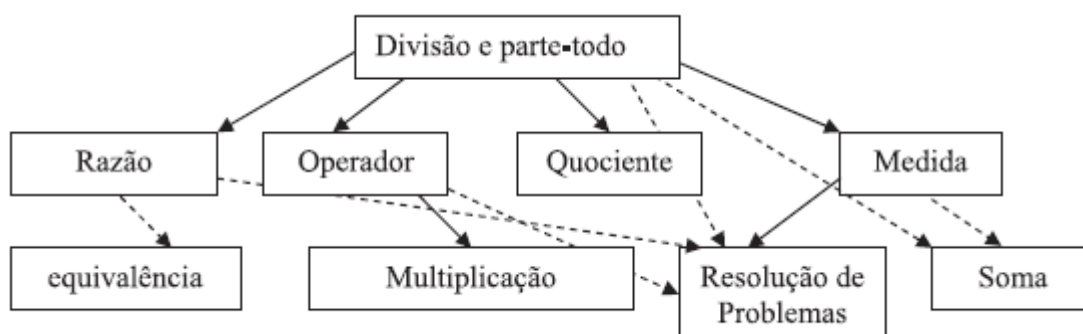 Divisão e parte-todo
Razão
Operador
Quociente
Medida
equivalência
Multiplicação
Resolução de
Problemas
Soma